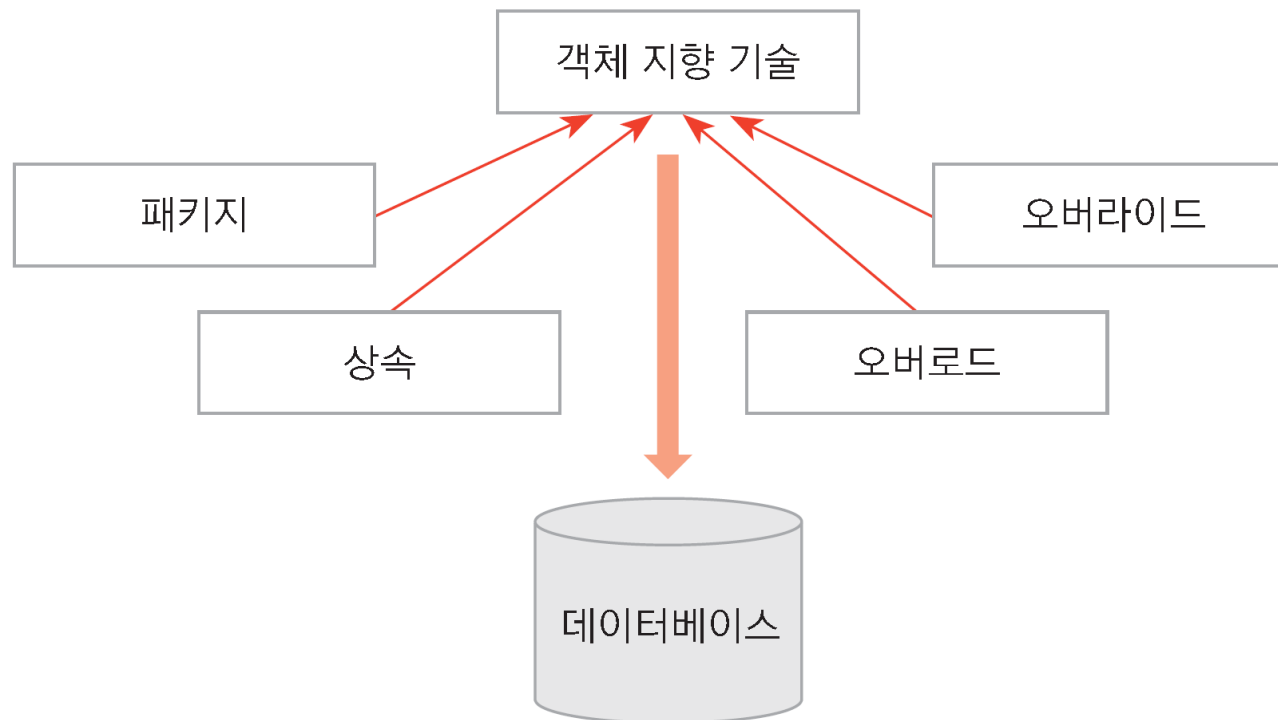 객체 지향 기술
패키지
오버라이드
상속
오버로드
데이터베이스